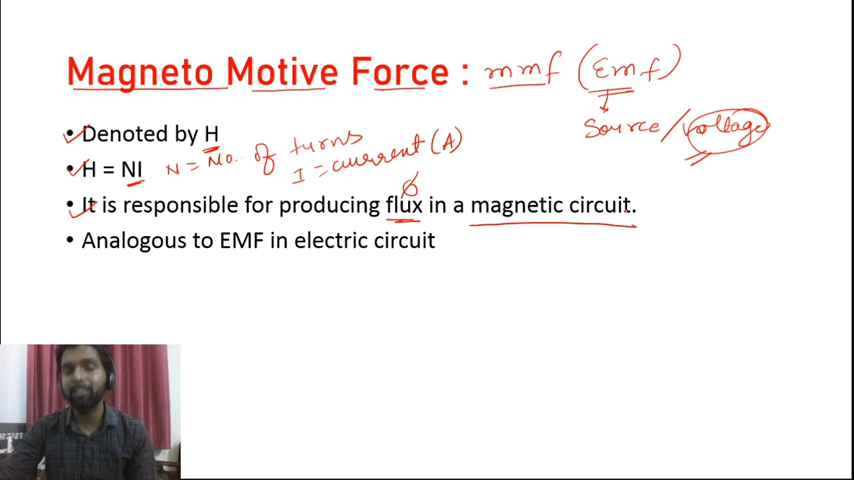 Magneto Motive Force : mmf (Emf)
Source/voltage
• Denoted by H
• H = NI N = No. of turns
I = current (A)
Ø
• It is responsible for producing flux in a magnetic circuit.
• Analogous to EMF in electric circuit